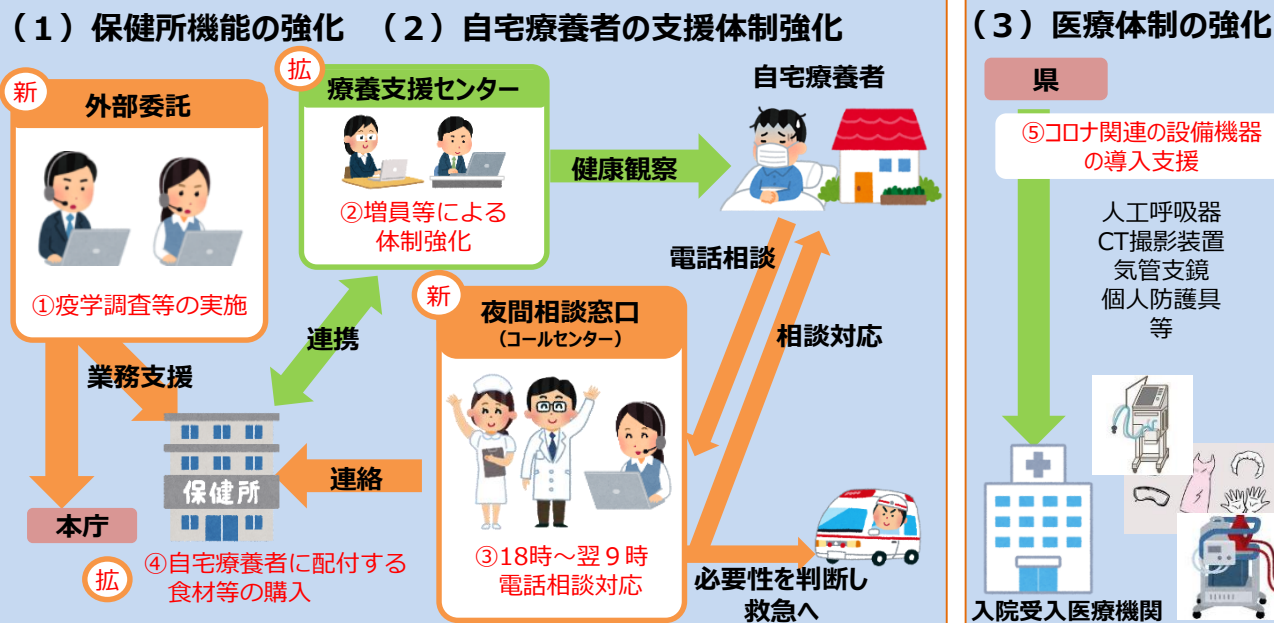 (1)保健所機能の強化 (2)自宅療養者の支援体制強化
新
外部委託
①疫学調査等の実施
業務支援
本庁
拡
療養支援センター
②増員等による
体制強化
健康観察
自宅療養者
電話相談
相談対応
連携
新
夜間相談窓口
(コールセンター)
③18時~翌9時
電話相談対応
連絡
保健所
拡
④自宅療養者に配付する
食材等の購入
必要性を判断し
救急へ
(3)医療体制の強化
県
⑤コロナ関連の設備機器
の導入支援
人工呼吸器
CT撮影装置
気管支鏡
個人防護具
等
入院受入医療機関